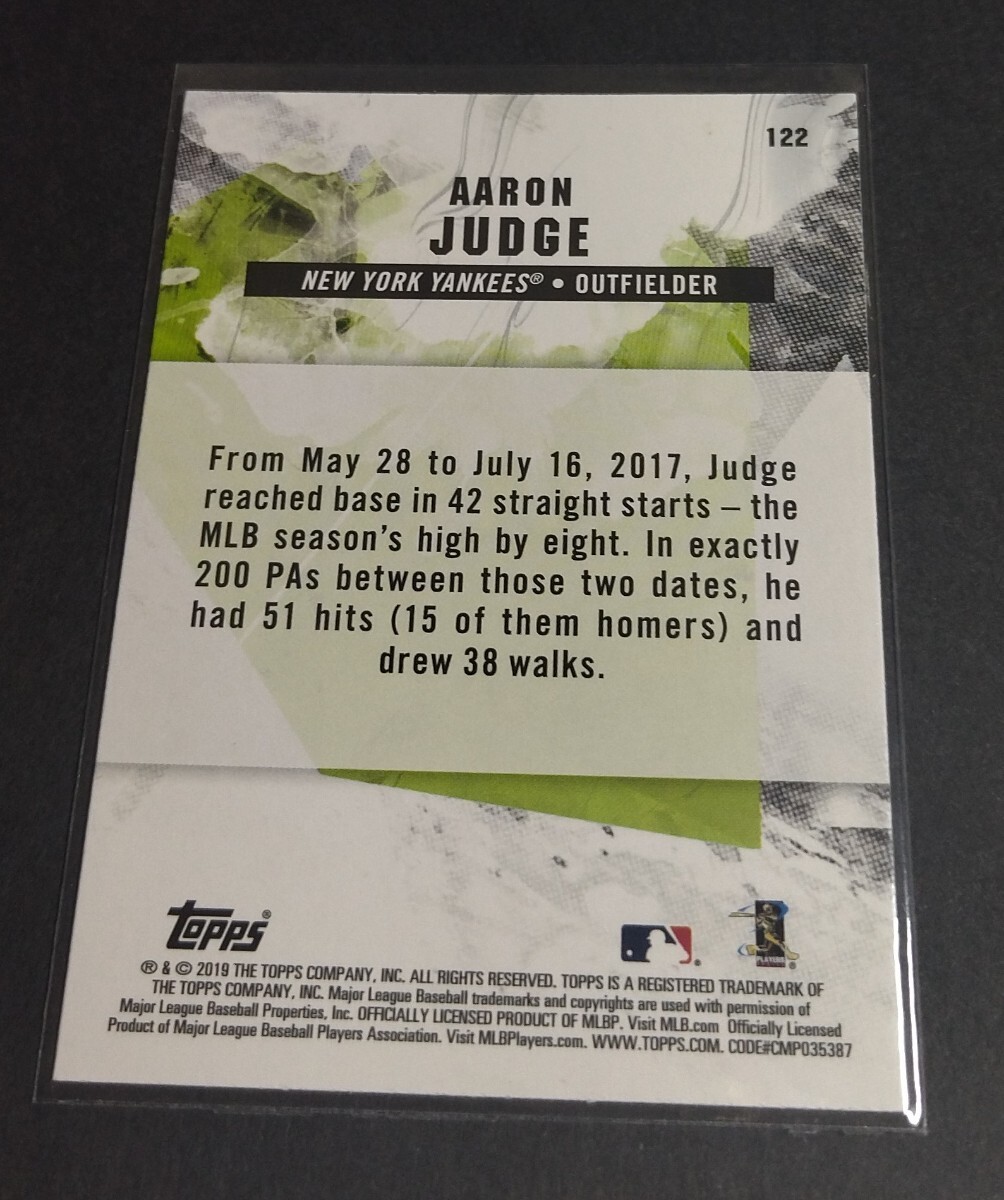 122
AARON
JUDGE
NEW YORK YANKEES® • OUTFIELDER
From May 28 to July 16, 2017, Judge
reached base in 42 straight starts – the
MLB season's high by eight. In exactly
200 PAs between those two dates, he
had 51 hits (15 of them homers) and
drew 38 walks.
topps®
PLAYERS
® & © 2019 THE TOPPS COMPANY, INC. ALL RIGHTS RESERVED. TOPPS IS A REGISTERED TRADEMARK OF
THE TOPPS COMPANY, INC. Major League Baseball trademarks and copyrights are used with permission of
Major League Baseball Properties, Inc. OFFICIALLY LICENSED PRODUCT OF MLBP. Visit MLB.com Officially Licensed
Product of Major League Baseball Players Association. Visit MLBPlayers.com. WWW.TOPPS.COM. CODE#CMP035387